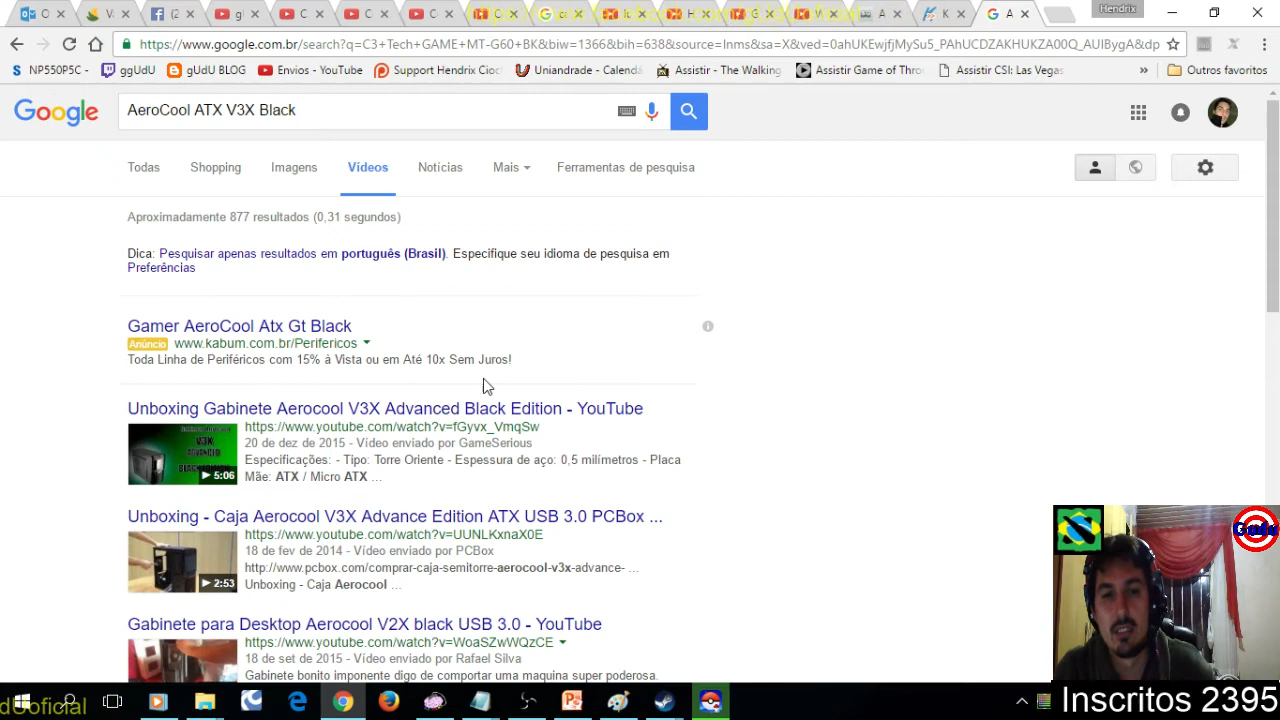 Hendrix
https://www.google.com.br/search?q=C3+Tech+GAME+MT-G60+BK&biw=1366&bih=638&source=lnms&sa=X&ved=0ahUKEwjfjMySu5_PAhUCDZAKHUKZA00Q_AUIBygA&dp
NP550P5C - ggUdU gUdU BLOG Envios - YouTube Support Hendrix Cioc Uniandrade - Calendá Assistir - The Walking Assistir Game of Thro Assistir CSI: Las Vegas » Outros favoritos
Google AeroCool ATX V3X Black
Todas Shopping Imagens Vídeos Notícias Mais Ferramentas de pesquisa
Aproximadamente 877 resultados (0,31 segundos)
Dica: Pesquisar apenas resultados em português (Brasil). Especifique seu idioma de pesquisa em
Preferências
Gamer AeroCool Atx Gt Black
Anúncio www.kabum.com.br/Perifericos
Toda Linha de Periféricos com 15% à Vista ou em Até 10x Sem Juros!
Unboxing Gabinete Aerocool V3X Advanced Black Edition - YouTube
https://www.youtube.com/watch?v=fGyvx_VmqSw
20 de dez de 2015 - Vídeo enviado por GameSerious
Especificações: - Tipo: Torre Oriente - Espessura de aço: 0,5 milímetros - Placa
Mãe: ATX / Micro ATX ...
V3X
ADVANCED
BLACK EDITION
5:06
Unboxing - Caja Aerocool V3X Advance Edition ATX USB 3.0 PCBox ...
https://www.youtube.com/watch?v=UUNLKxnaX0E
18 de fev de 2014 - Vídeo enviado por PCBox
http://www.pcbox.com/comprar-caja-semitorre-aerocool-v3x-advance- ...
Unboxing - Caja Aerocool ...
2:53
Gabinete para Desktop Aerocool V2X black USB 3.0 - YouTube
https://www.youtube.com/watch?v=WoaSZwWQzCE
18 de set de 2015 - Vídeo enviado por Rafael Silva
Gabinete bonito imponente digo de comportar uma maquina super poderosa.
Gudu
dGoficial
Inscritos 2395